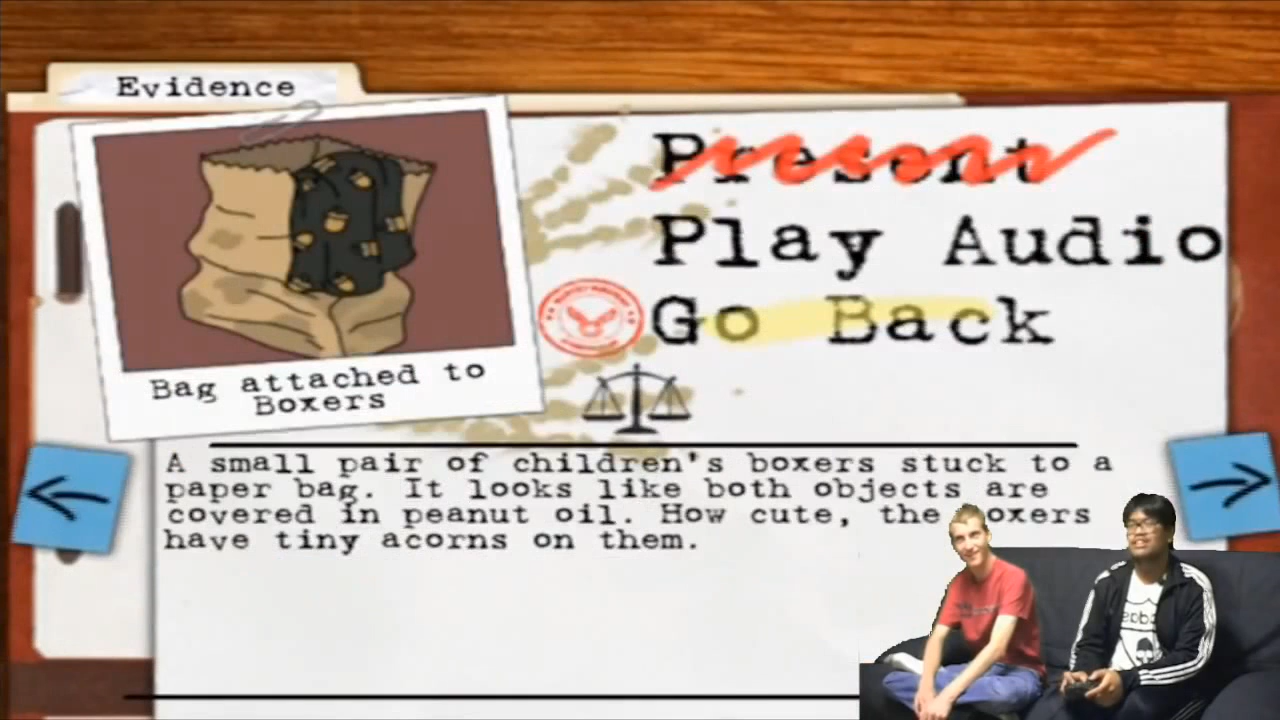 Evidence
Present
Play Audio
Go Back
Bag attached to
Boxers
A small pair of children's boxers stuck to a
paper bag. It looks like both objects are
covered in peanut oil. How cute, the boxers
have tiny acorns on them.